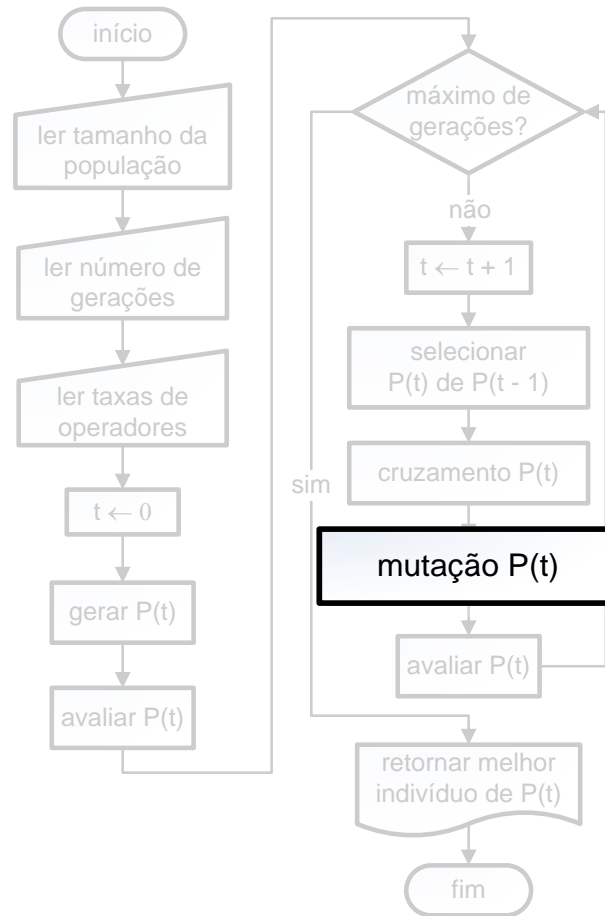 início
ler tamanho da
população
ler número de
gerações
ler taxas de
operadores
t ← 0
gerar P(t)
avaliar P(t)
máximo de
gerações?
não
t ← t + 1
selecionar
P(t) de P(t - 1)
cruzamento P(t)
sim
mutação P(t)
avaliar P(t)
retornar melhor
indivíduo de P(t)
fim